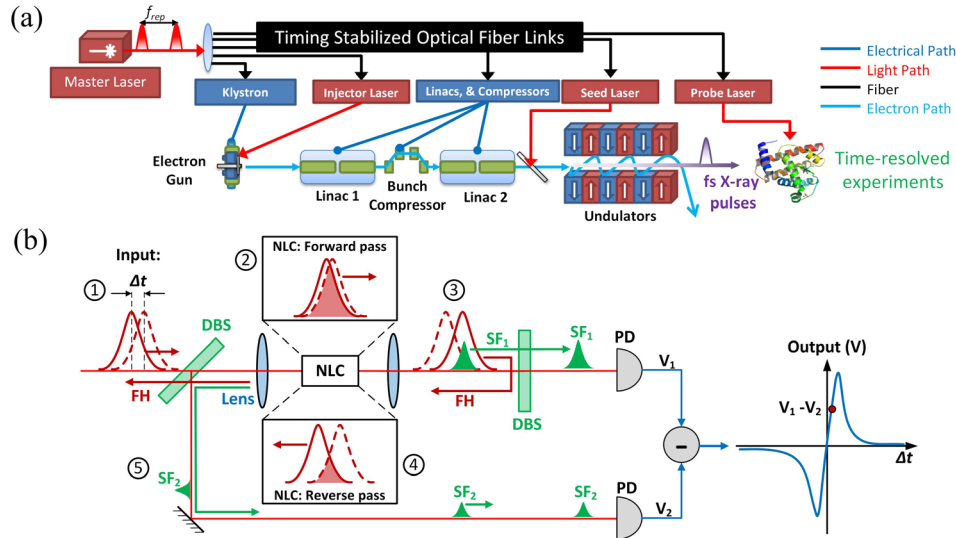 (a)
f_rep
Timing Stabilized Optical Fiber Links
Master Laser
Klystron
Injector Laser
Linacs, & Compressors
Seed Laser
Probe Laser
Electrical Path
Light Path
Fiber
Electron Path
Electron
Gun
Linac 1
Bunch
Compressor
Linac 2
Undulators
fs X-ray
pulses
Time-resolved
experiments
(b)
Input:
1
Δt
DBS
FH
Lens
2
NLC: Forward pass
NLC
NLC: Reverse pass
4
3
SF1
SF1
FH
DBS
PD
V1
5
SF2
SF2
SF2
PD
V2
-
Output (V)
V1 -V2
Δt